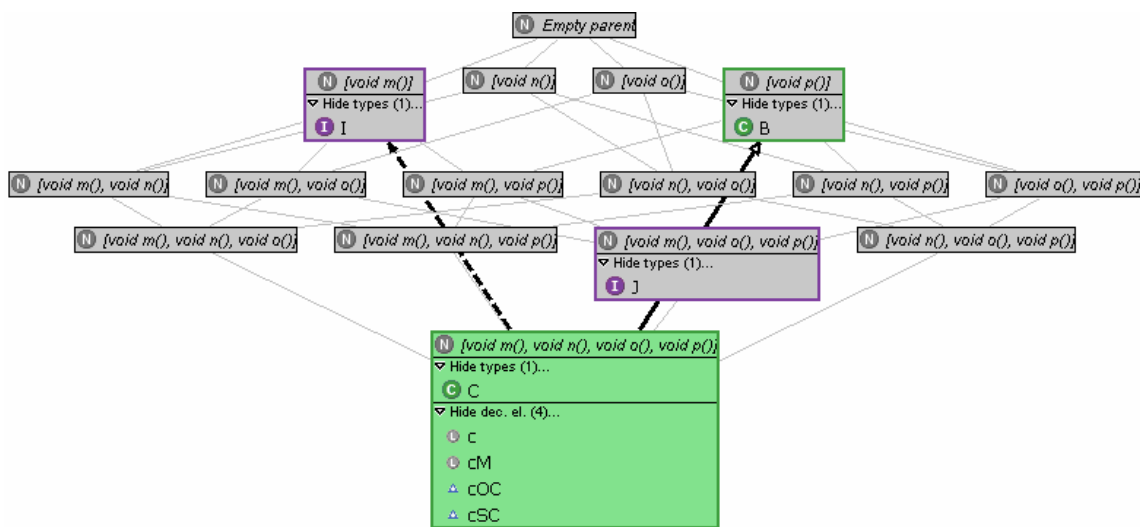 N Empty parent
N [void m()]
N [void n()]
N [void o()]
N [void p()]
Hide types (1)...
I I
Hide types (1)...
C B
N [void m(), void n()]
N [void m(), void o()]
N [void m(), void p()]
N [void n(), void o()]
N [void n(), void p()]
N [void o(), void p()]
N [void m(), void n(), void o()]
N [void m(), void n(), void p()]
N [void m(), void o(), void p()]
N [void n(), void o(), void p()]
Hide types (1)...
I J
N [void m(), void n(), void o(), void p()]
Hide types (1)...
C C
Hide dec. el. (4)...
L c
L cM
cOC
cSC